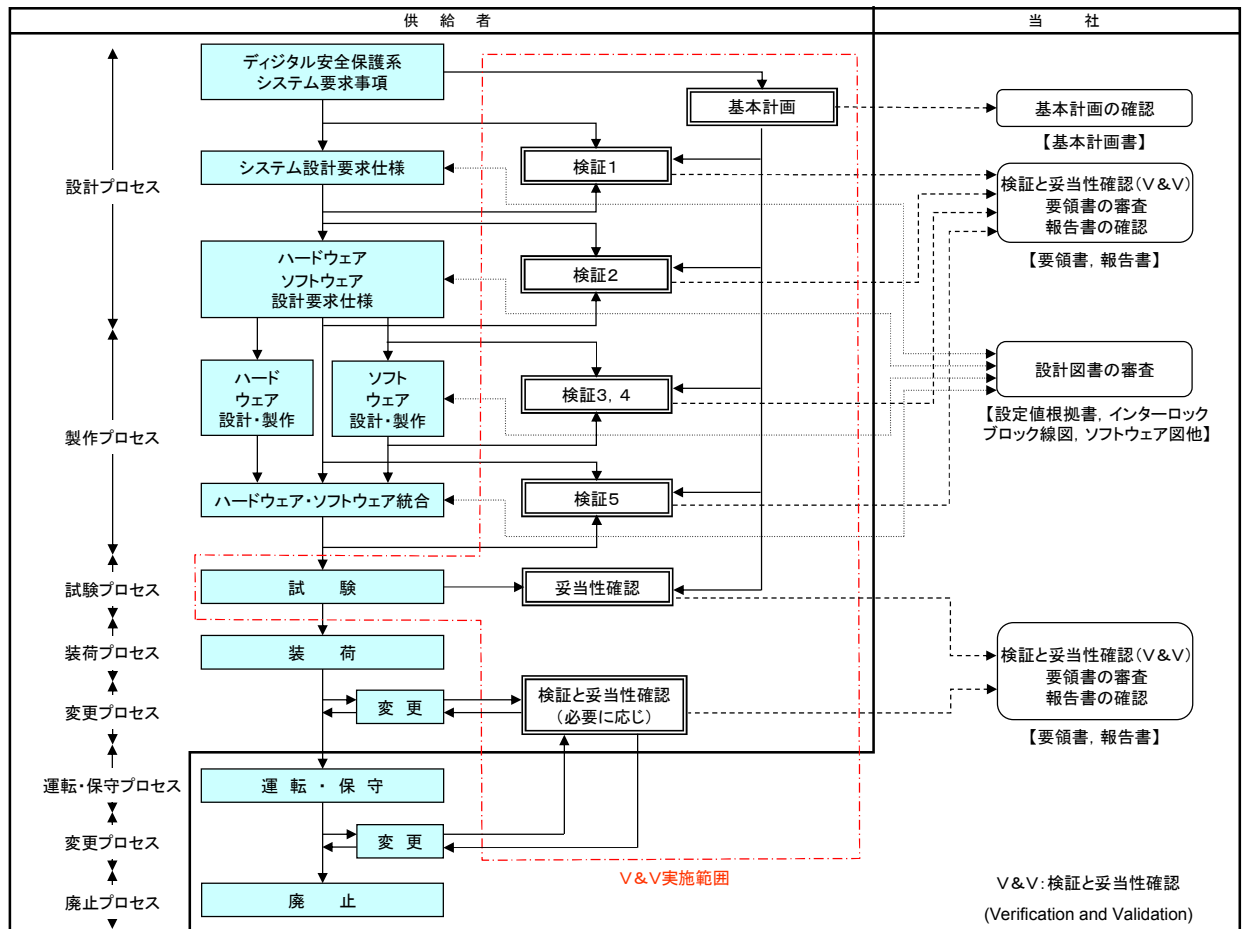 供 給 者
当 社
設計プロセス
製作プロセス
試験プロセス
装荷プロセス
変更プロセス
運転・保守プロセス
変更プロセス
廃止プロセス
ディジタル安全保護系
システム要求事項
基本計画
システム設計要求仕様
検証1
ハードウェア
ソフトウェア
設計要求仕様
検証2
ハード
ウェア
設計・製作
ソフト
ウェア
設計・製作
検証3, 4
ハードウェア・ソフトウェア統合
検証5
試 験
妥当性確認
装 荷
変 更
検証と妥当性確認
(必要に応じ)
運 転 ・ 保 守
変 更
廃 止
V&V実施範囲
基本計画の確認
【基本計画書】
検証と妥当性確認(V&V)
要領書の審査
報告書の確認
【要領書, 報告書】
設計図書の審査
【設定値根拠書, インターロック
ブロック線図, ソフトウェア図他】
検証と妥当性確認(V&V)
要領書の審査
報告書の確認
【要領書, 報告書】
V&V:検証と妥当性確認
(Verification and Validation)